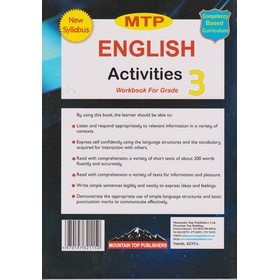 New
Syllabus
MTP
Competency
Based
Curriculum
ENGLISH
Activities 3
Workbook For Grade
By using this book, the learner should be able to:
Listen and respond appropriately to relevant information in a variety of
contexts.
Express self confidently using the language structures and the vocabulary
acquired for interaction with others.
Read with comprehension, a variety of short texts of about 200 words
fluently and accurately.
Read with comprehension a variety of texts for information and pleasure.
Write simple sentences legibly and neatly to express ideas and feelings.
Demonstrate the appropriate use of simple language structures and basic
punctuation marks to communicate effectively.
MOUNTAIN TOP PUBLISHERS
Mountain Top Publishers Ltd.
Mountain Top Building,
Nairobi, KENYA.